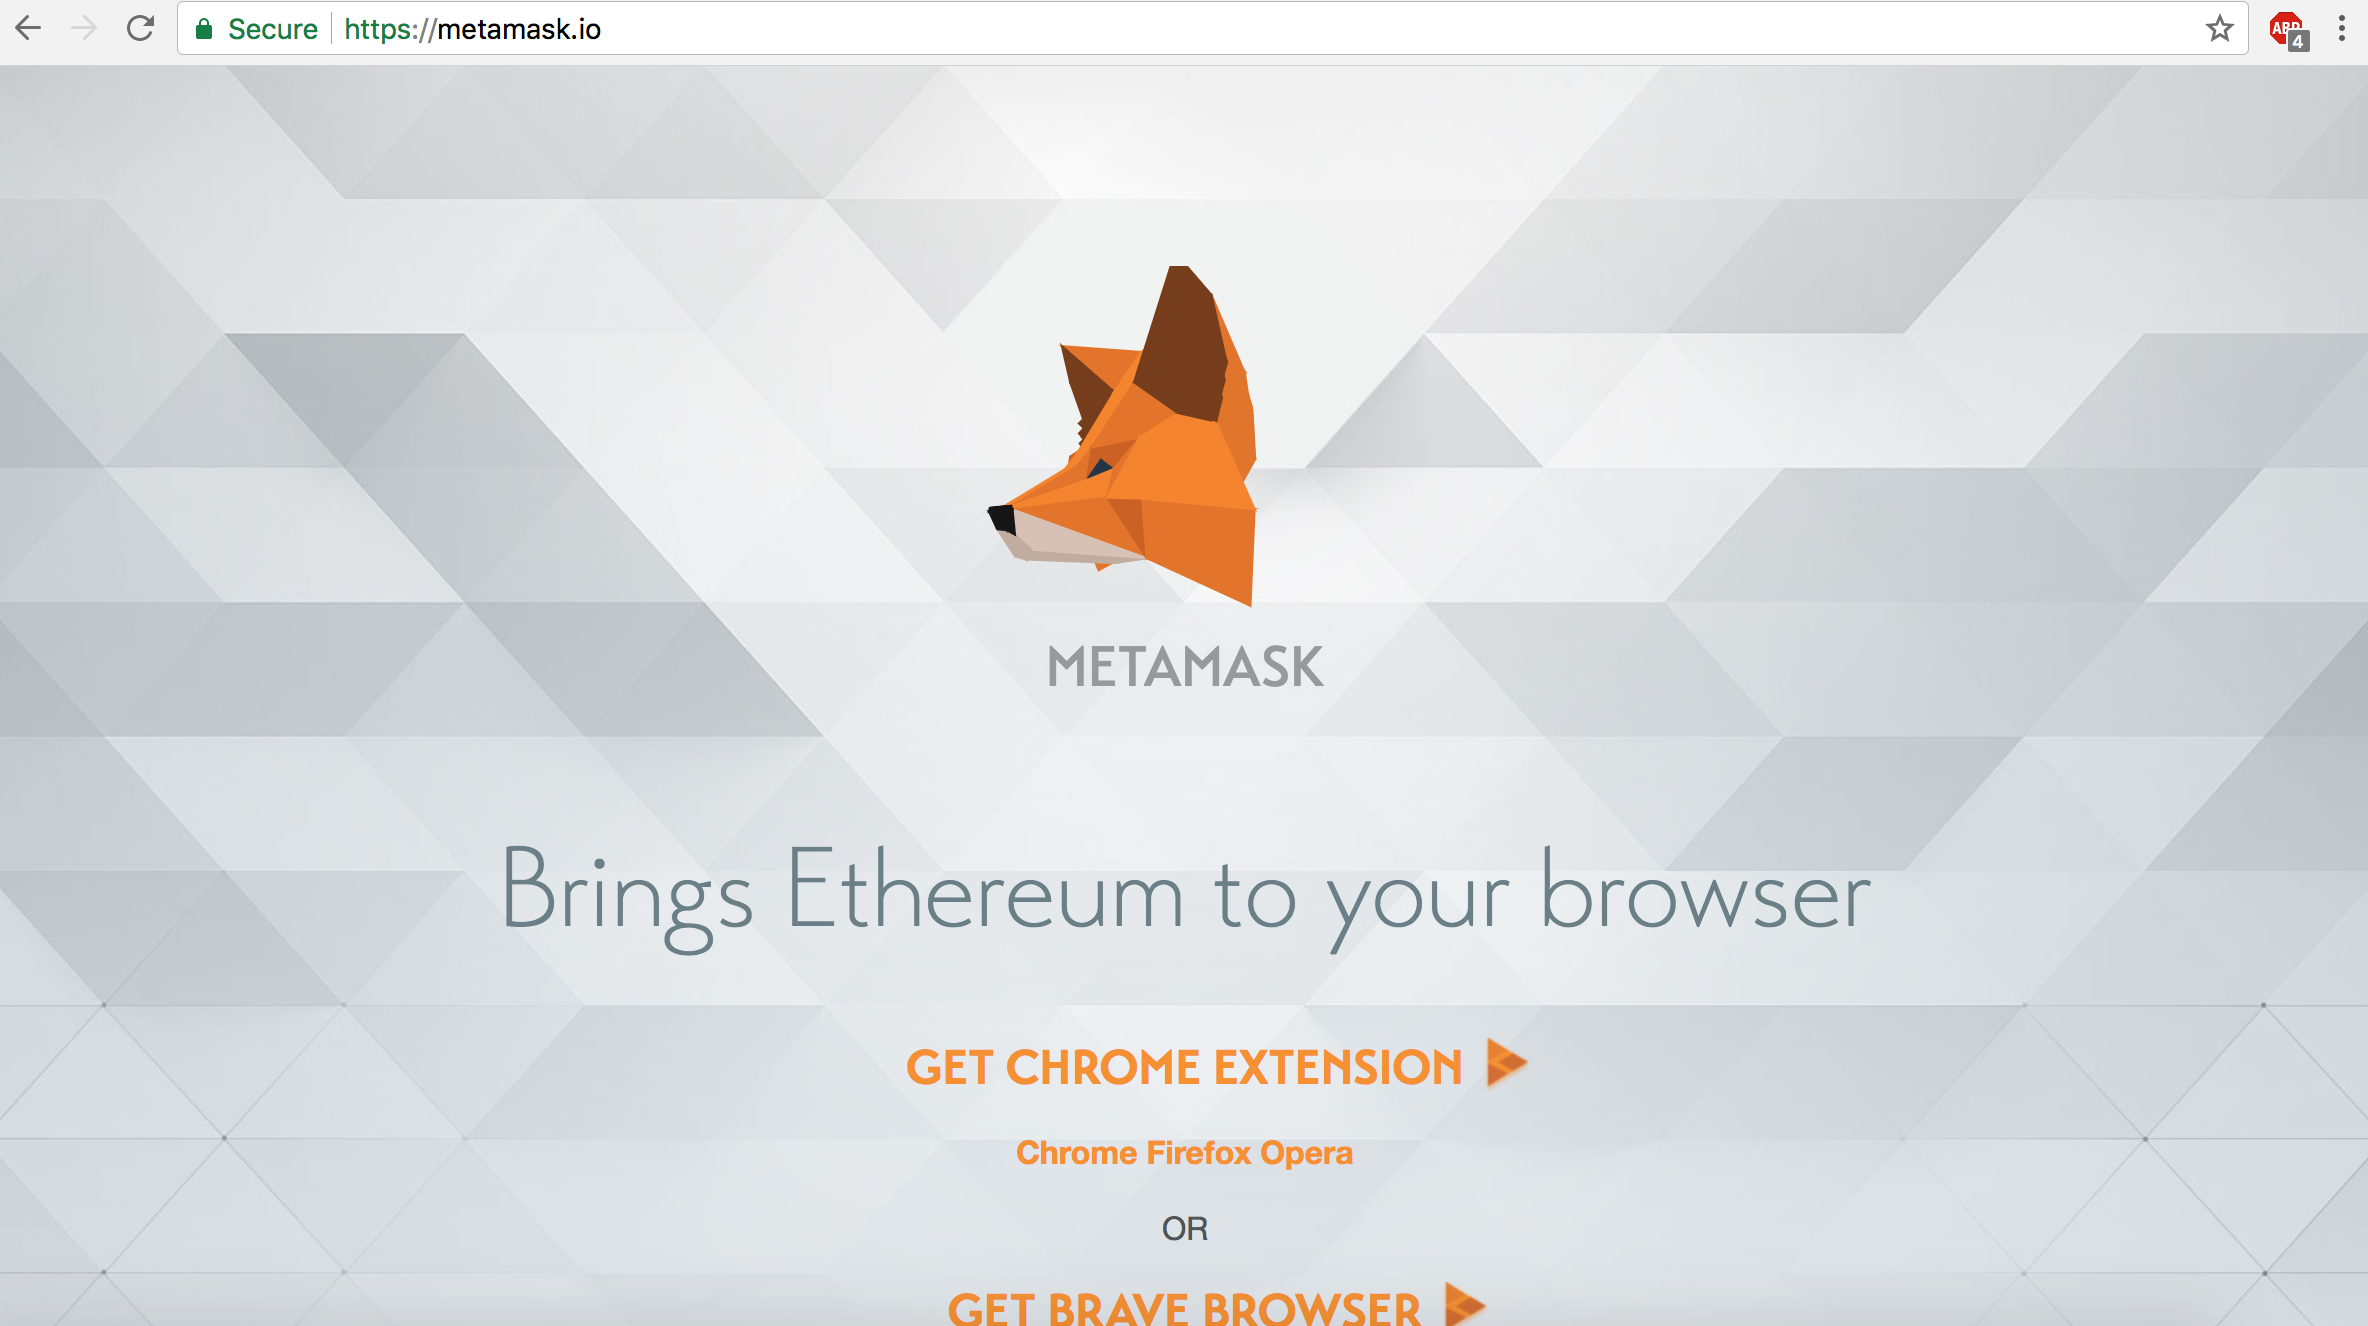 Secure https://metamask.io
ABP
4
METAMASK
Brings Ethereum to your browser
GET CHROME EXTENSION
Chrome Firefox Opera
OR
GET BRAVE BROWSER